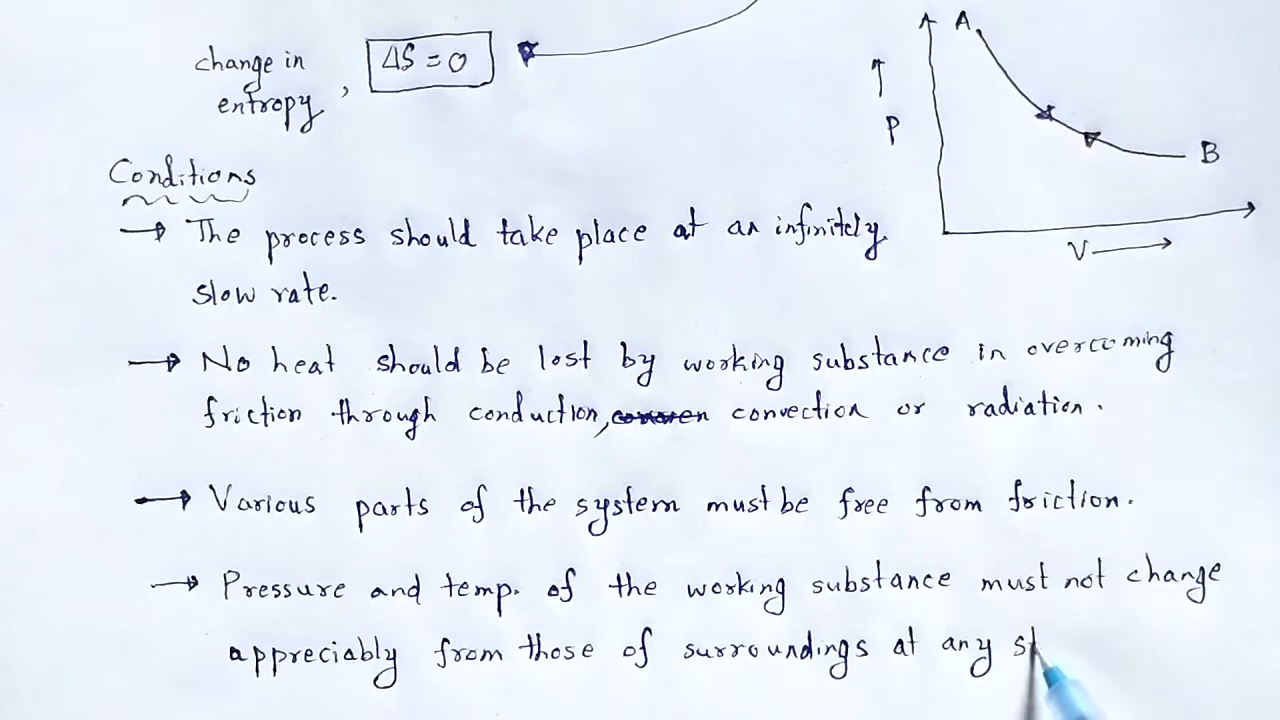 change in
entropy, ΔS = 0
A
P
B
V
Conditions
→ The process should take place at an infinitely
slow rate.
→ No heat should be lost by working substance in overcoming
friction through conduction, convection or radiation.
→ Various parts of the system must be free from friction.
→ Pressure and temp. of the working substance must not change
appreciably from those of surroundings at any st